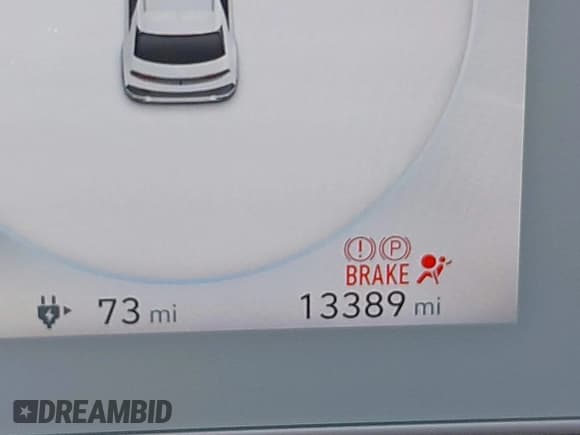 (!) (P)
BRAKE
73 mi 13389 mi
DREAMBID